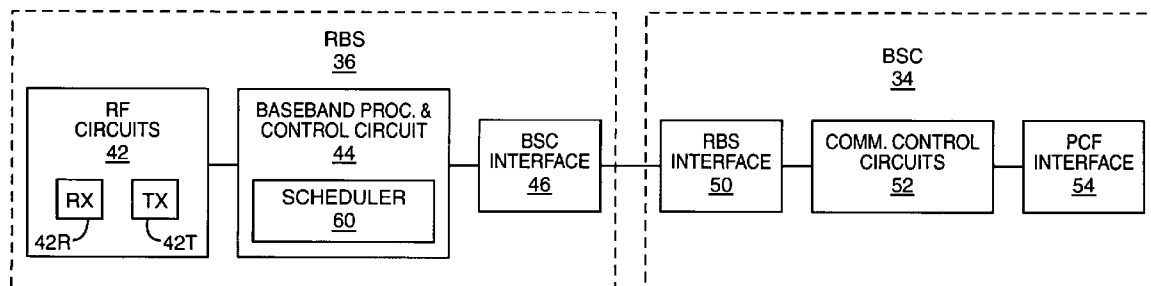 RBS
36
RF
CIRCUITS
42
RX
TX
42R
42T
BASEBAND PROC. &
CONTROL CIRCUIT
44
SCHEDULER
60
BSC
INTERFACE
46
BSC
34
RBS
INTERFACE
50
COMM. CONTROL
CIRCUITS
52
PCF
INTERFACE
54